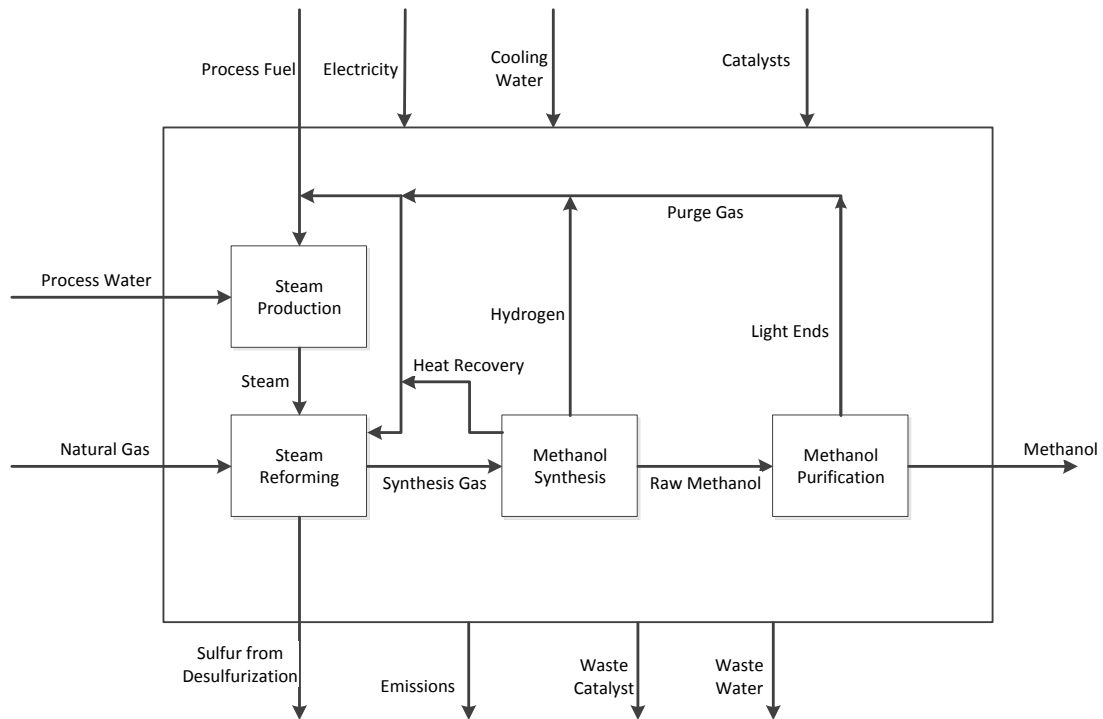 Process Fuel
Electricity
Cooling
Water
Catalysts
Purge Gas
Process Water
Steam
Production
Hydrogen
Light Ends
Heat Recovery
Steam
Natural Gas
Steam
Reforming
Synthesis Gas
Methanol
Synthesis
Raw Methanol
Methanol
Purification
Methanol
Sulfur from
Desulfurization
Emissions
Waste
Catalyst
Waste
Water